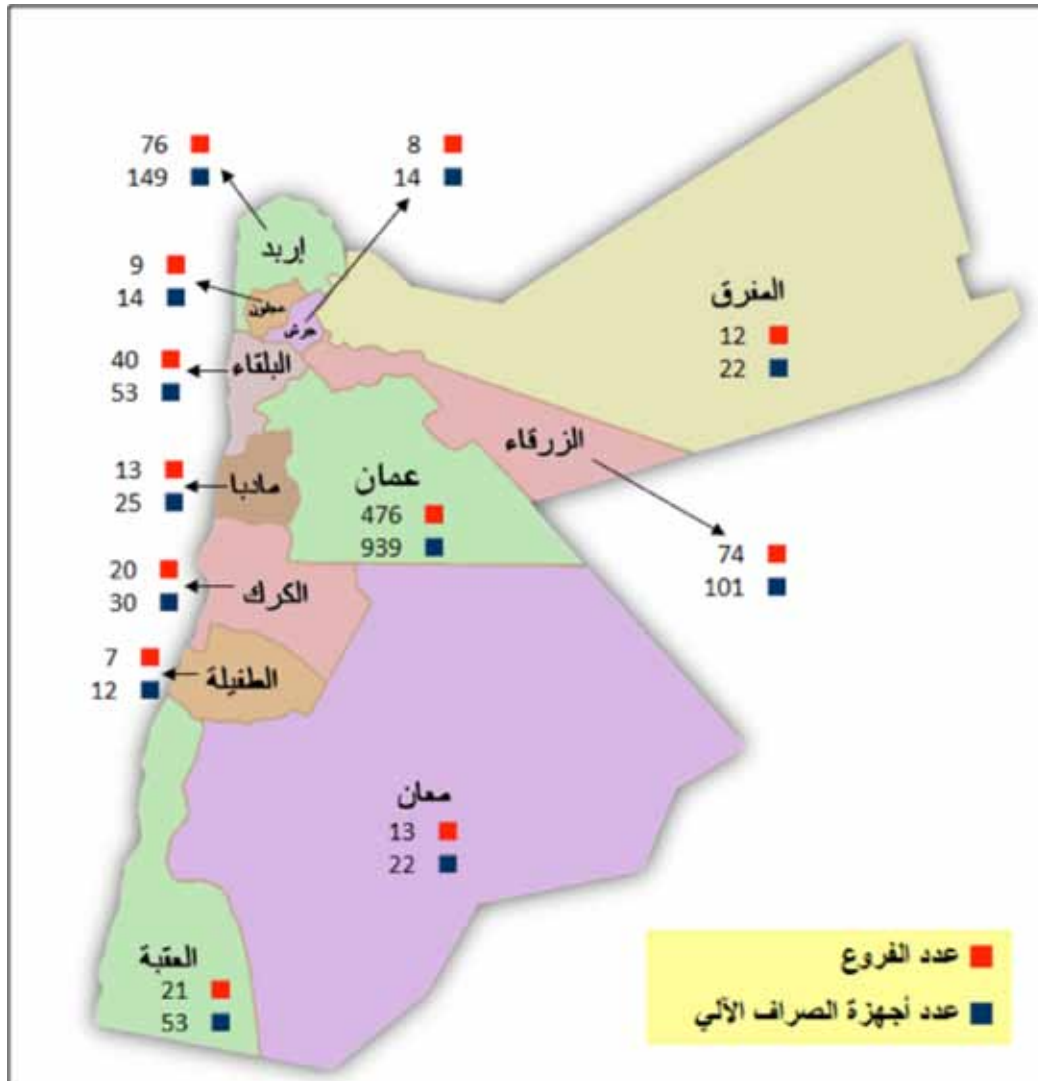 76
149
8
14
إربد
9
14
عجلون
جرش
المفرق
12
22
40
53
البلقاء
الزرقاء
13
25
مادبا
عمان
476
939
74
101
20
30
الكرك
7
12
الطفيلة
معان
13
22
العقبة
21
53
عدد الفروع
عدد أجهزة الصراف الآلي